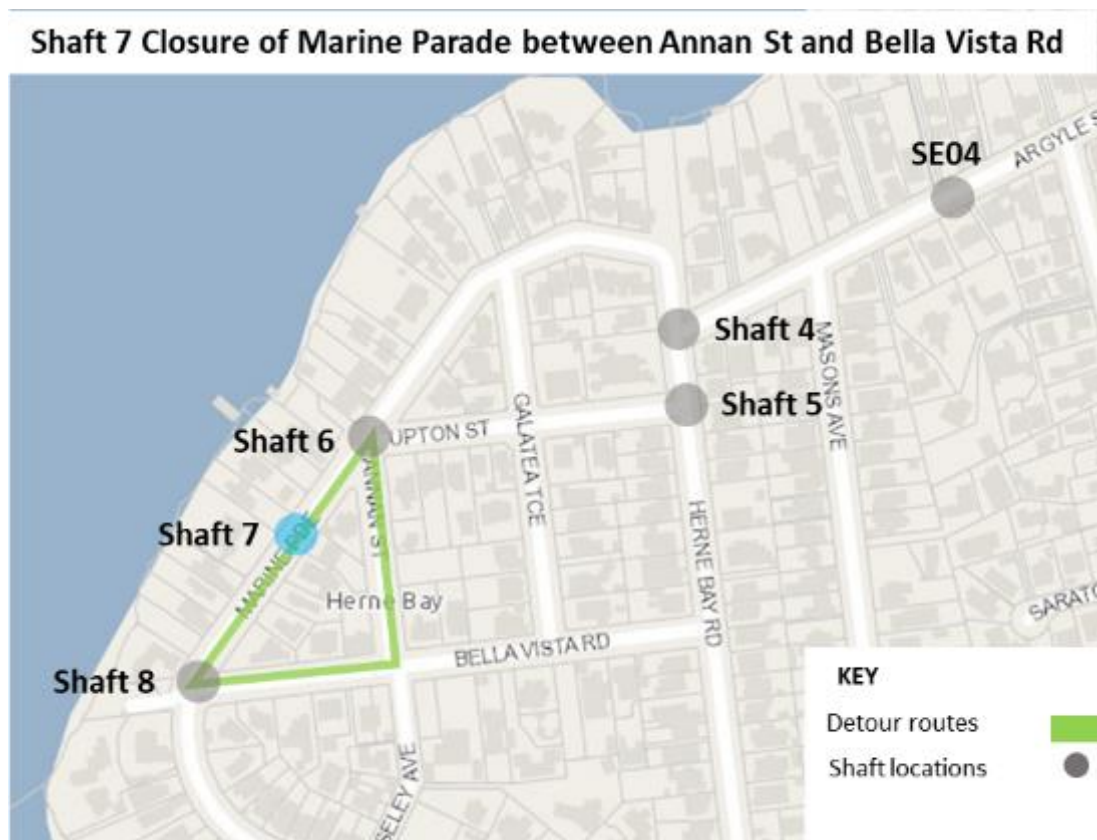 Shaft 7 Closure of Marine Parade between Annan St and Bella Vista Rd
SE04
ARGYLE S
Shaft 4
MASONS AVE
Shaft 5
GALATEA TCE
UPTON ST
Shaft 6
ANNAN ST
Shaft 7
MARINE PDE
HERNE BAY RD
Herne Bay
SARATO
BELLA VISTA RD
Shaft 8
SELEY AVE
KEY
Detour routes
Shaft locations